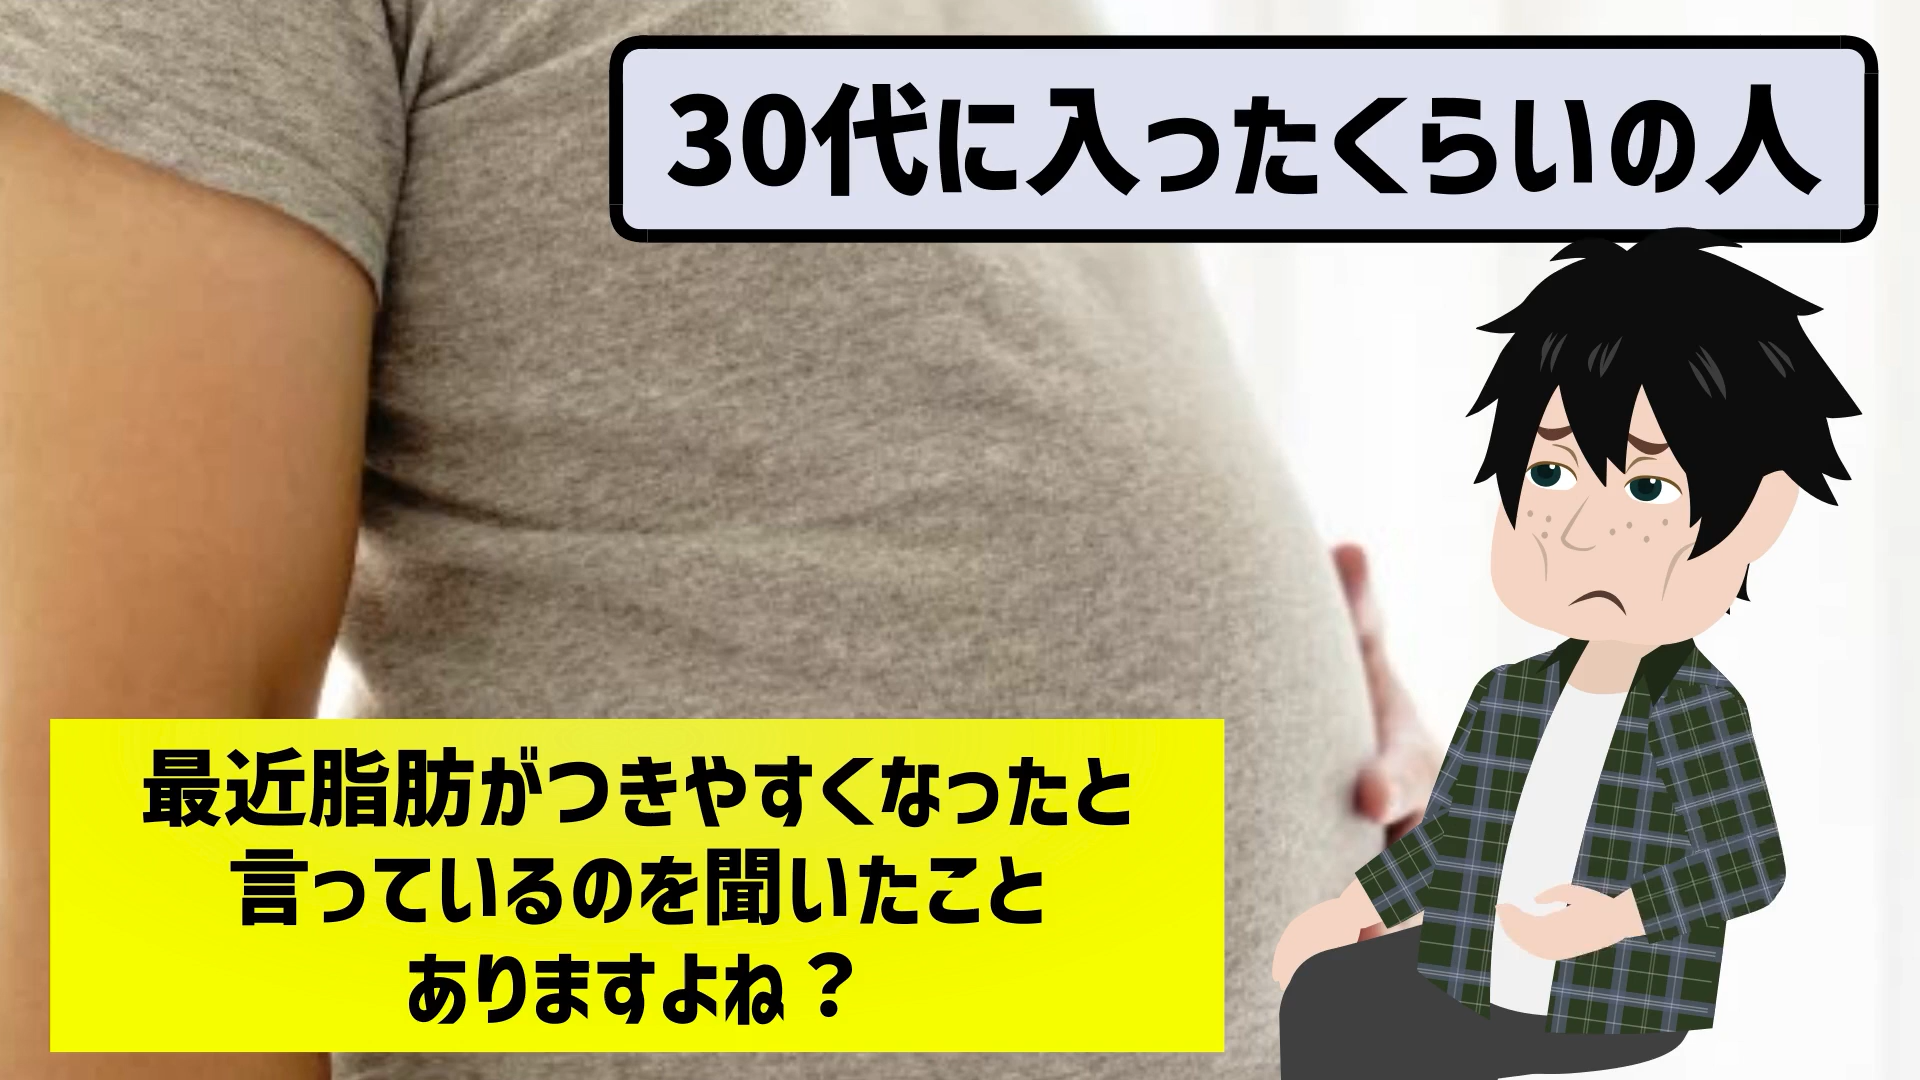 30代に入ったくらいの人
最近脂肪がつきやすくなったと
言っているのを聞いたこと
ありますよね？